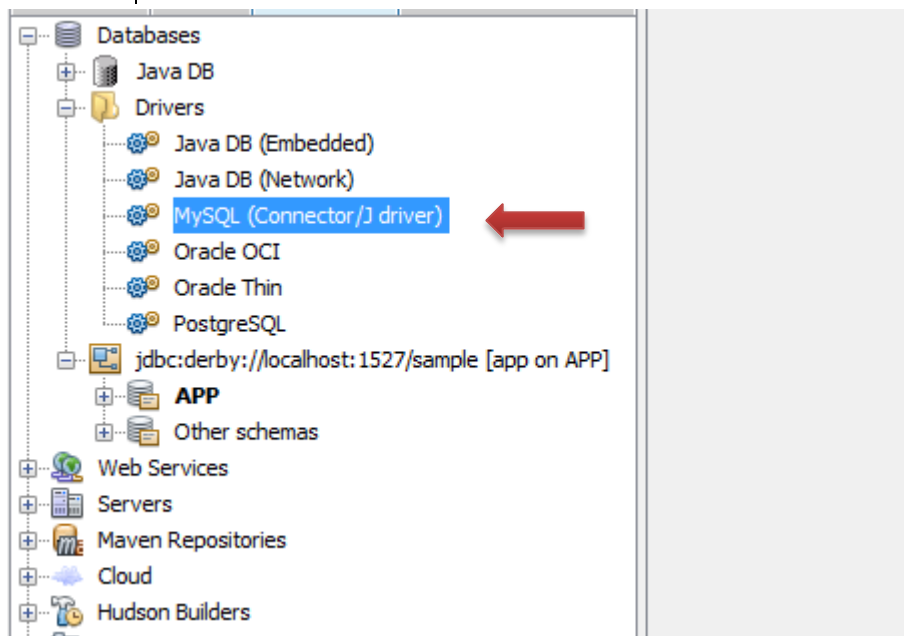 Databases
Java DB
Drivers
Java DB (Embedded)
Java DB (Network)
MySQL (Connector/J driver)
Oracle OCI
Oracle Thin
PostgreSQL
jdbc:derby://localhost:1527/sample [app on APP]
APP
Other schemas
Web Services
Servers
Maven Repositories
Cloud
Hudson Builders